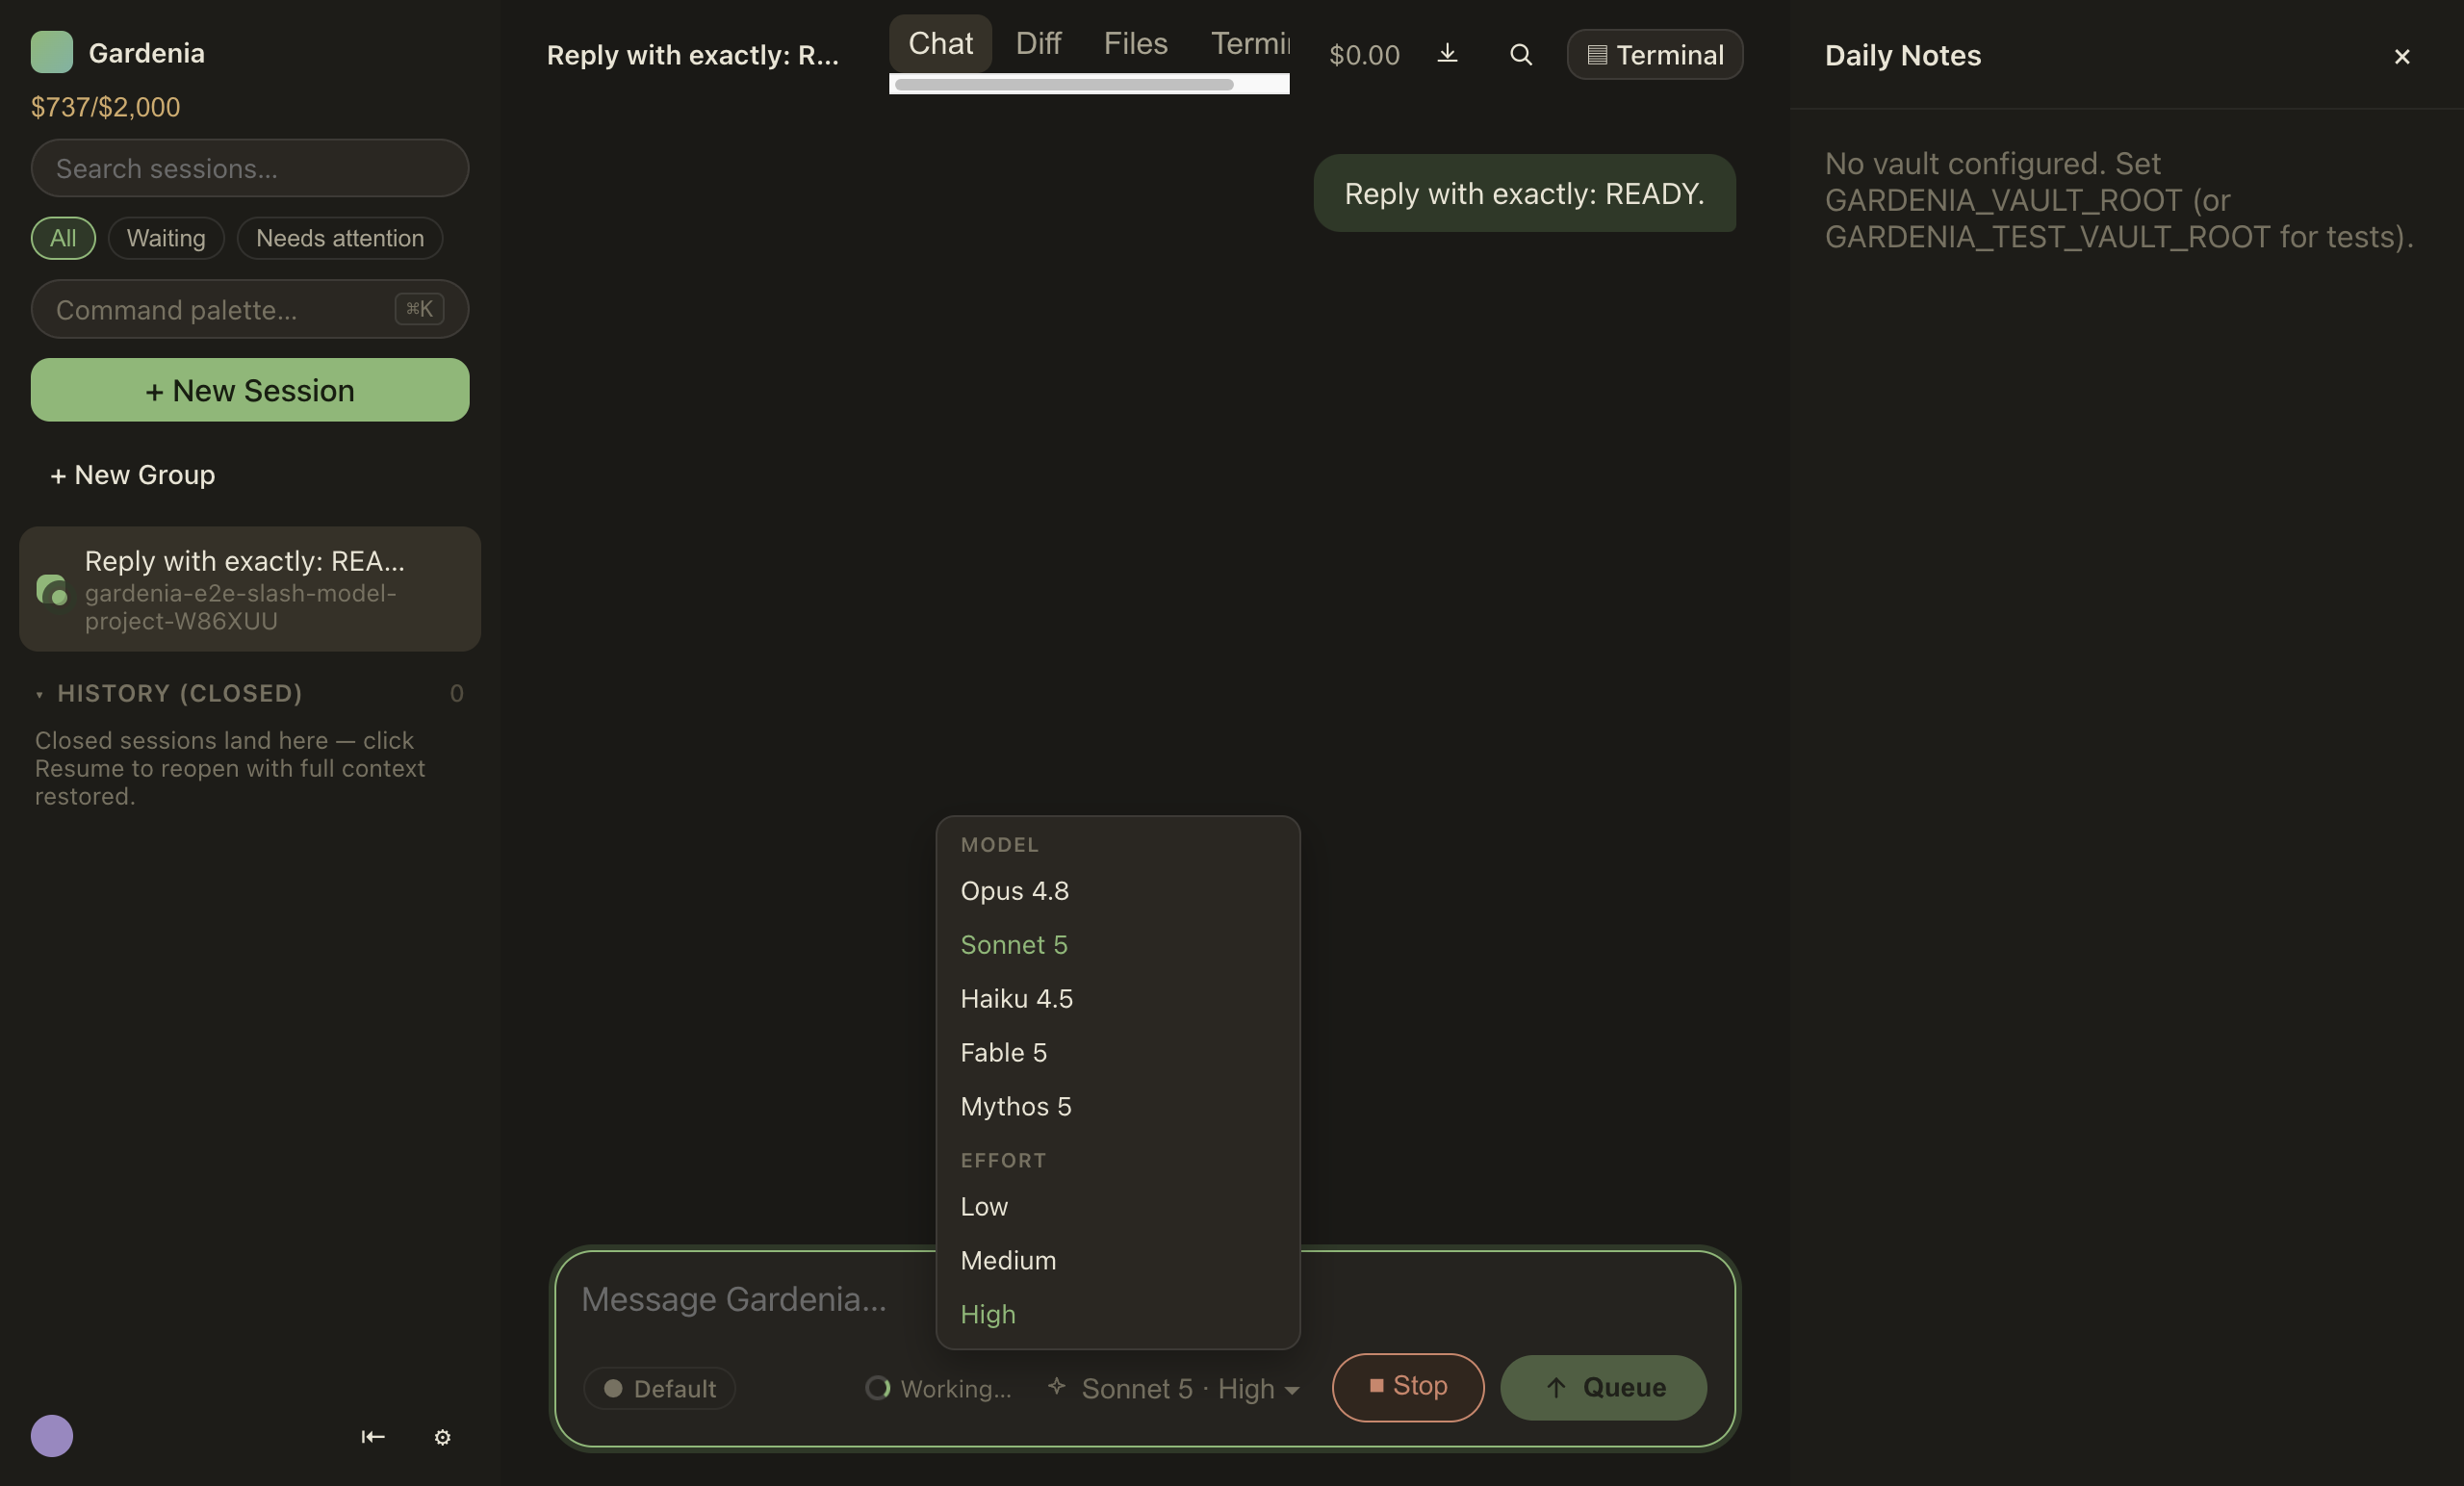 Gardenia
$737/$2,000
Search sessions...
All
Waiting
Needs attention
Command palette...
⌘K
+ New Session
+ New Group
Reply with exactly: REA...
gardenia-e2e-slash-model-
project-W86XUU
HISTORY (CLOSED)
0
Closed sessions land here — click
Resume to reopen with full context
restored.
Reply with exactly: R...
Chat
Diff
Files
Termi
$0.00
Terminal
Reply with exactly: READY.
MODEL
Opus 4.8
Sonnet 5
Haiku 4.5
Fable 5
Mythos 5
EFFORT
Low
Medium
High
Message Gardenia...
Default
Working...
Sonnet 5 · High
Stop
Queue
Daily Notes
No vault configured. Set
GARDENIA_VAULT_ROOT (or
GARDENIA_TEST_VAULT_ROOT for tests).